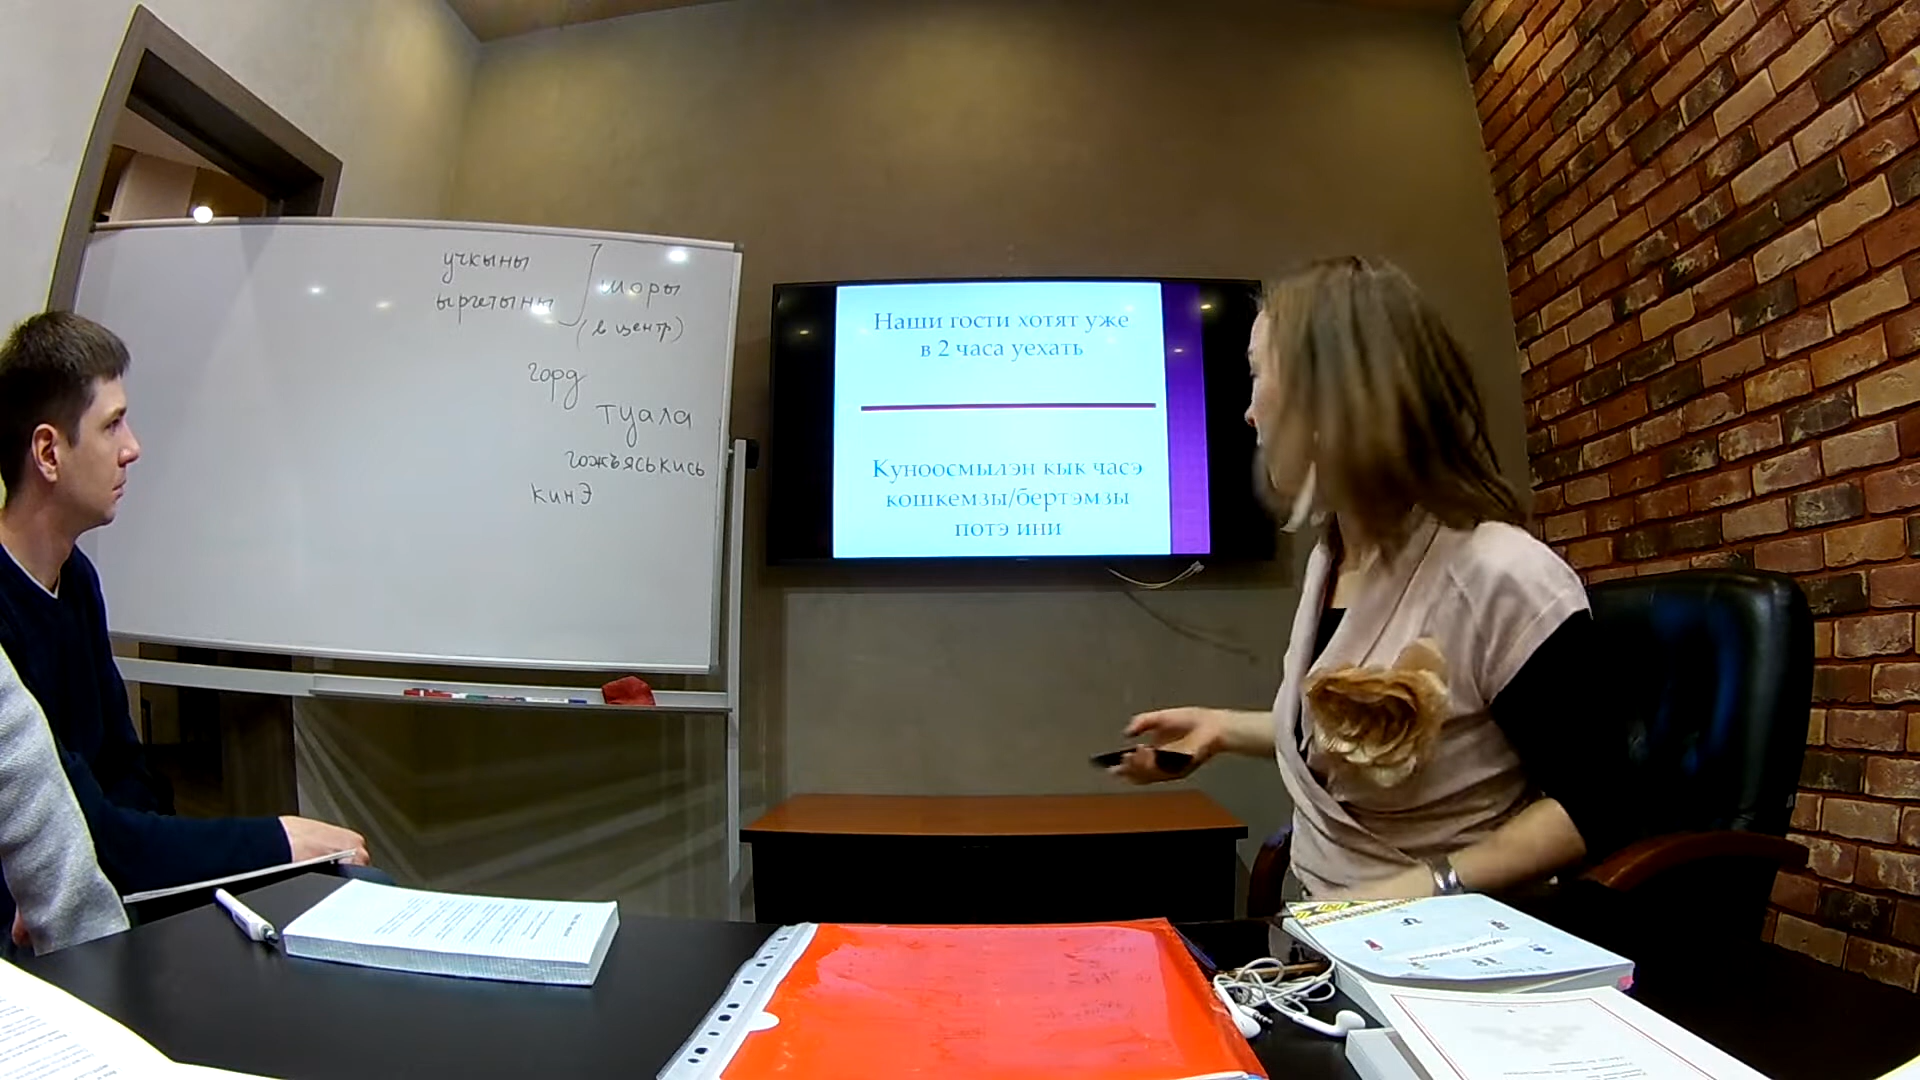 учкыны
ыргетыны
шоры
(в центр)
горд
туала
гожъяськись
кинэ
Наши гости хотят уже
в 2 часа уехать
Куноосмылэн кык часэ
кошкемзы/бертэмзы
потэ ини